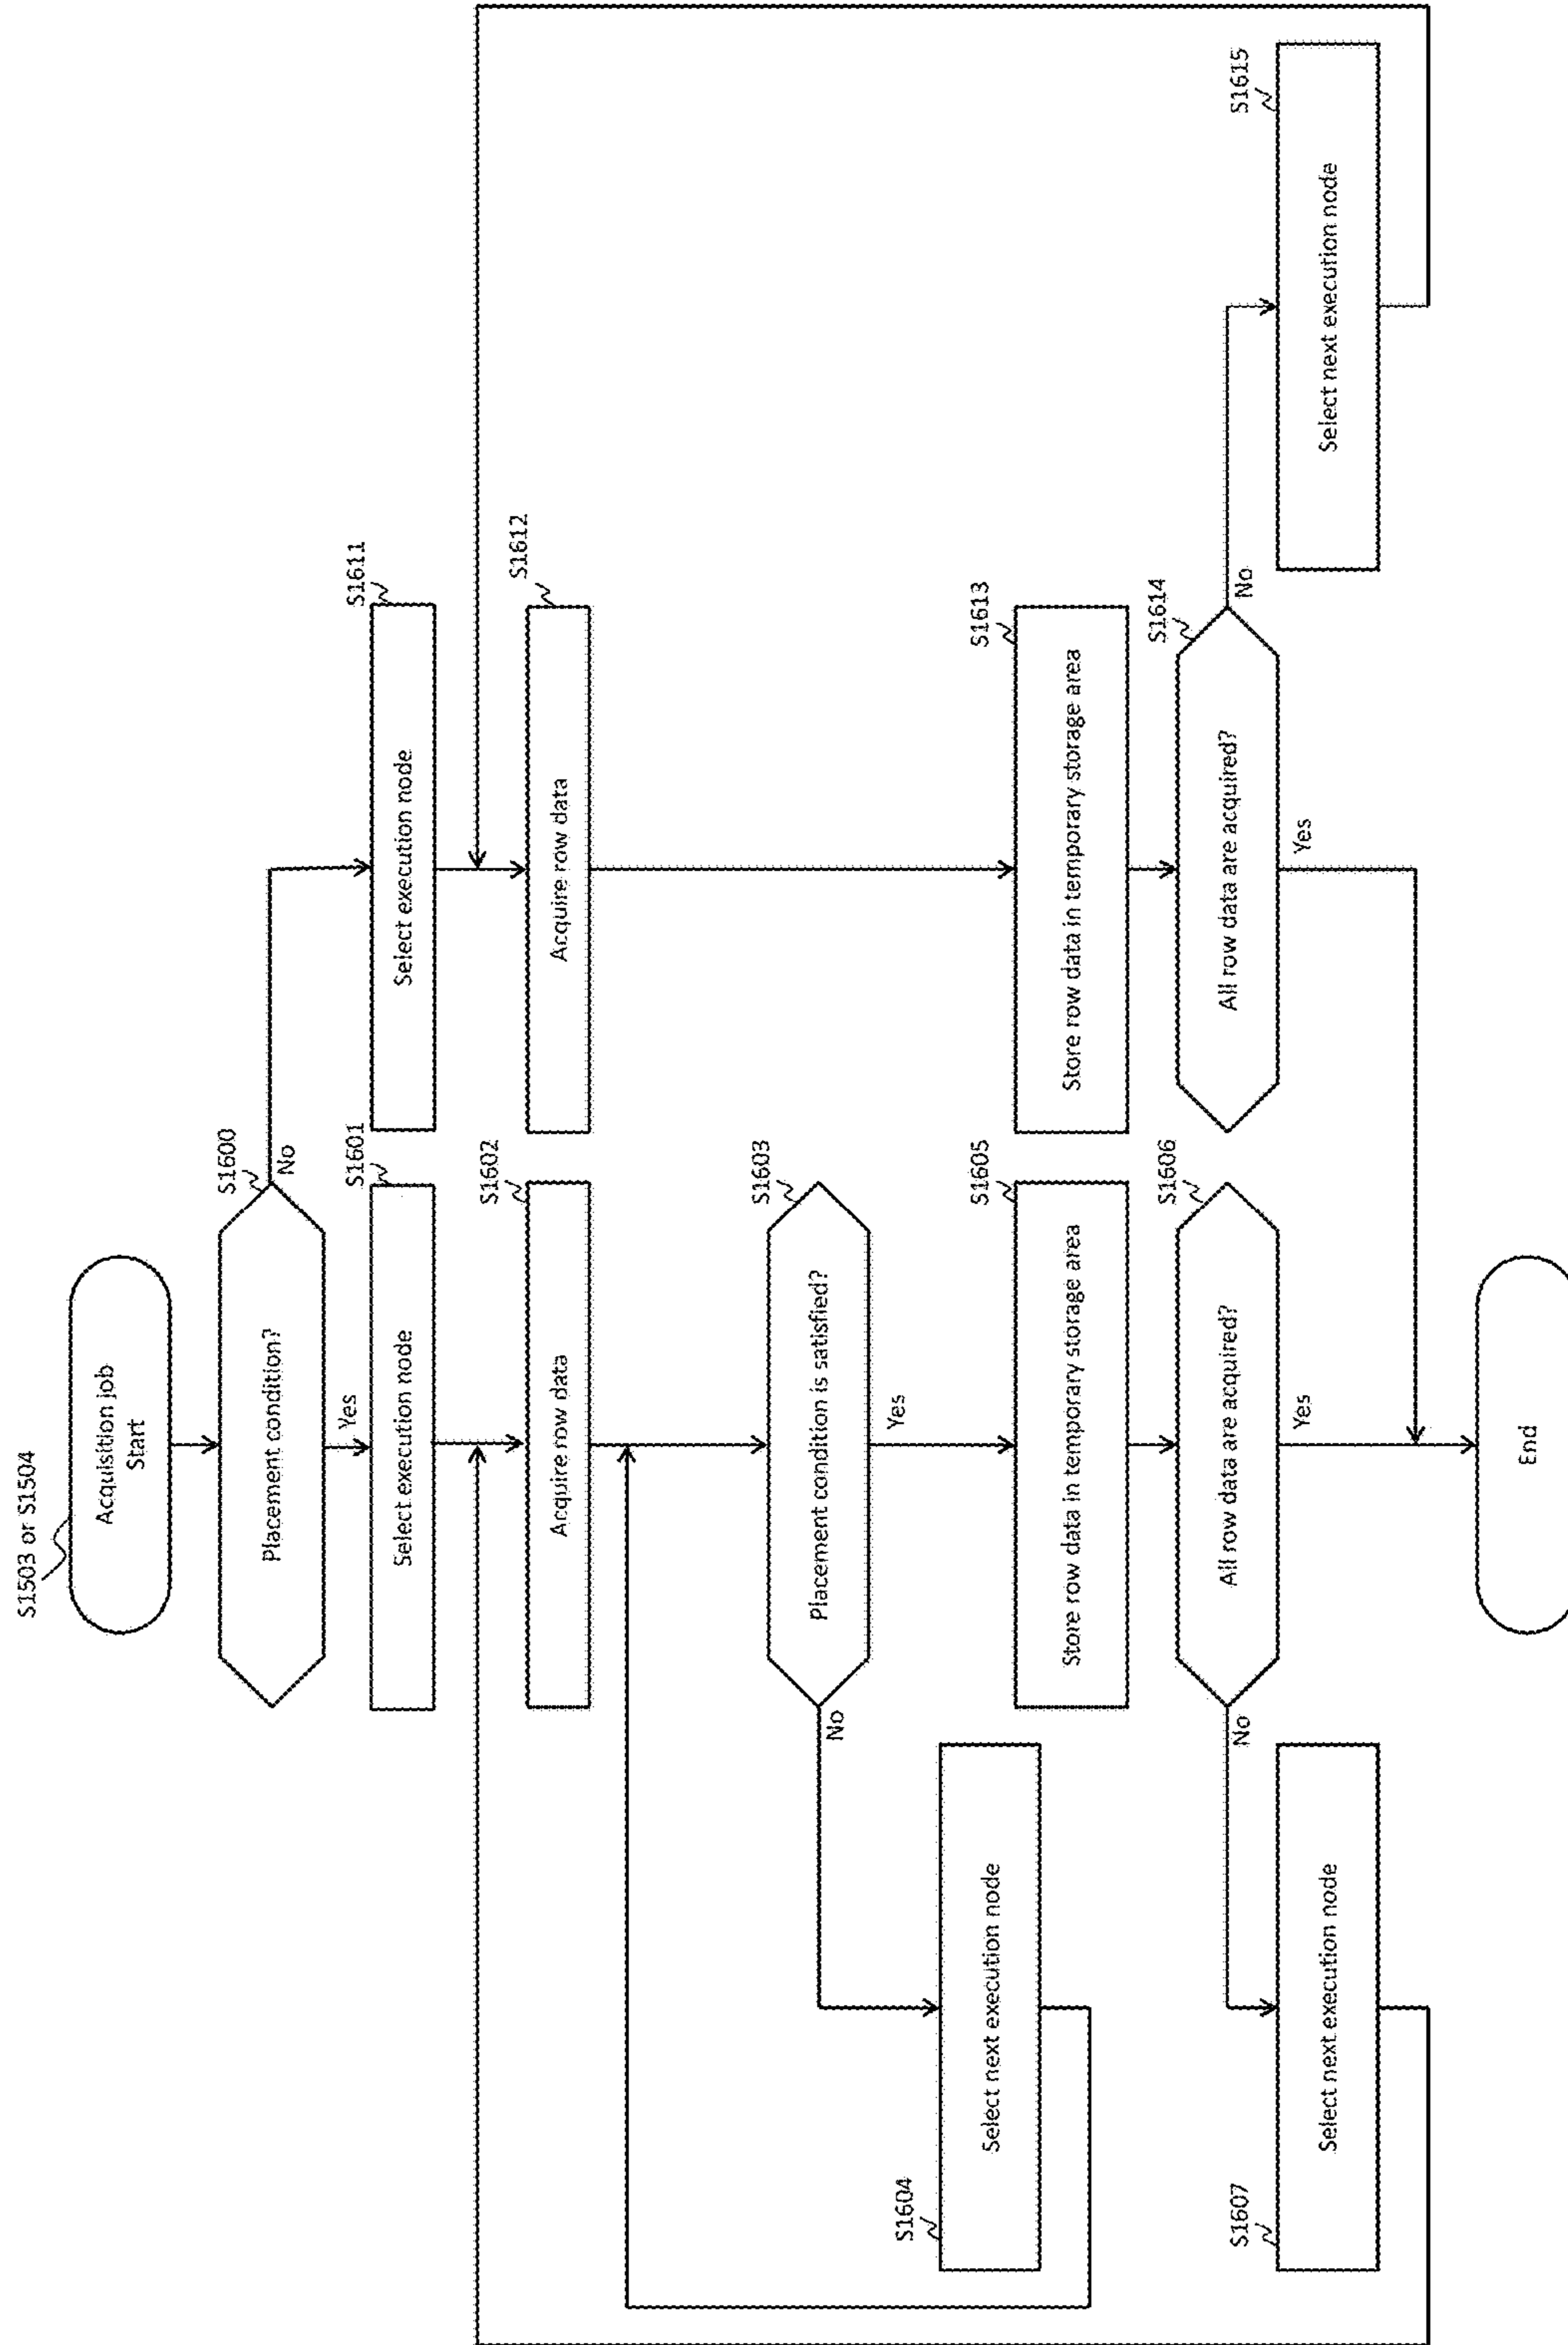 S1503 or S1504
Acquisition job
Start
S1600
Placement condition?
No
Yes
S1601
Select execution node
S1611
Select execution node
S1602
Acquire row data
S1612
Acquire row data
S1603
Placement condition is satisfied?
No
Yes
S1604
Select next execution node
S1605
Store row data in temporary storage area
S1613
Store row data in temporary storage area
S1606
All row data are acquired?
No
Yes
S1614
All row data are acquired?
No
Yes
S1607
Select next execution node
S1615
Select next execution node
End